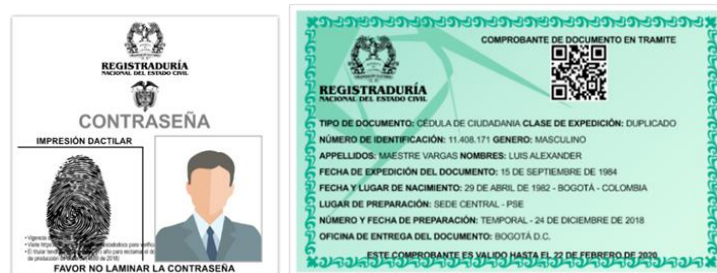 REGISTRADURÍA
NACIONAL DEL ESTADO CIVIL
CONTRASEÑA
IMPRESIÓN DACTILAR
FAVOR NO LAMINAR LA CONTRASEÑA
COMPROBANTE DE DOCUMENTO EN TRAMITE
REGISTRADURÍA
NACIONAL DEL ESTADO CIVIL
TIPO DE DOCUMENTO: CÉDULA DE CIUDADANIA CLASE DE EXPEDICIÓN: DUPLICADO
NÚMERO DE IDENTIFICACIÓN: 11.408.171 GENERO: MASCULINO
APPELLIDOS: MAESTRE VARGAS NOMBRES: LUIS ALEXANDER
FECHA DE EXPEDICIÓN DEL DOCUMENTO: 15 DE SEPTIEMBRE DE 1984
FECHA Y LUGAR DE NACIMIENTO: 29 DE ABRIL DE 1982 - BOGOTÁ - COLOMBIA
LUGAR DE PREPARACIÓN: SEDE CENTRAL - PSE
NÚMERO Y FECHA DE PREPARACIÓN: TEMPORAL - 24 DE DICIEMBRE DE 2018
OFICINA DE ENTREGA DEL DOCUMENTO: BOGOTÁ D.C.
ESTE COMPROBANTE ES VALIDO HASTA EL 22 DE FEBRERO DE 2020